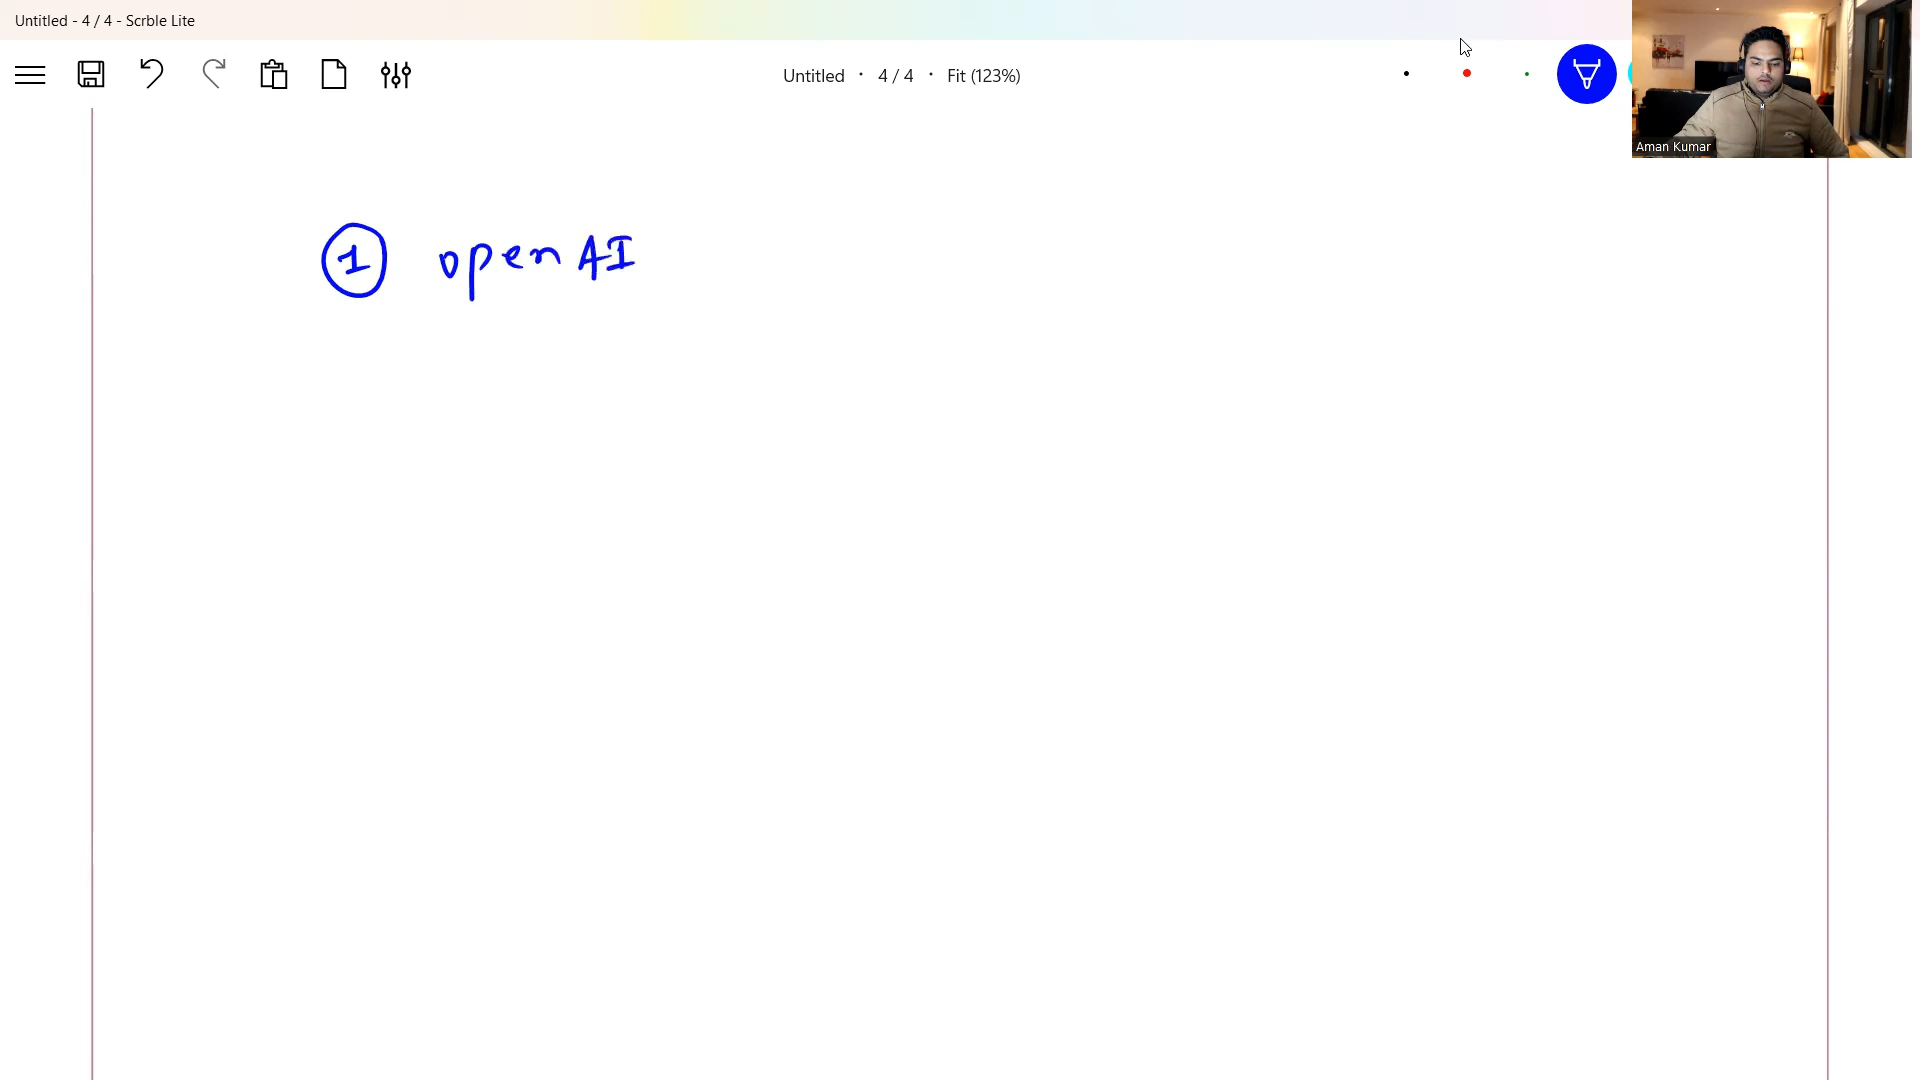 Untitled - 4 / 4 - Scrble Lite
Untitled · 4 / 4 · Fit (123%)
Aman Kumar
1 open AI